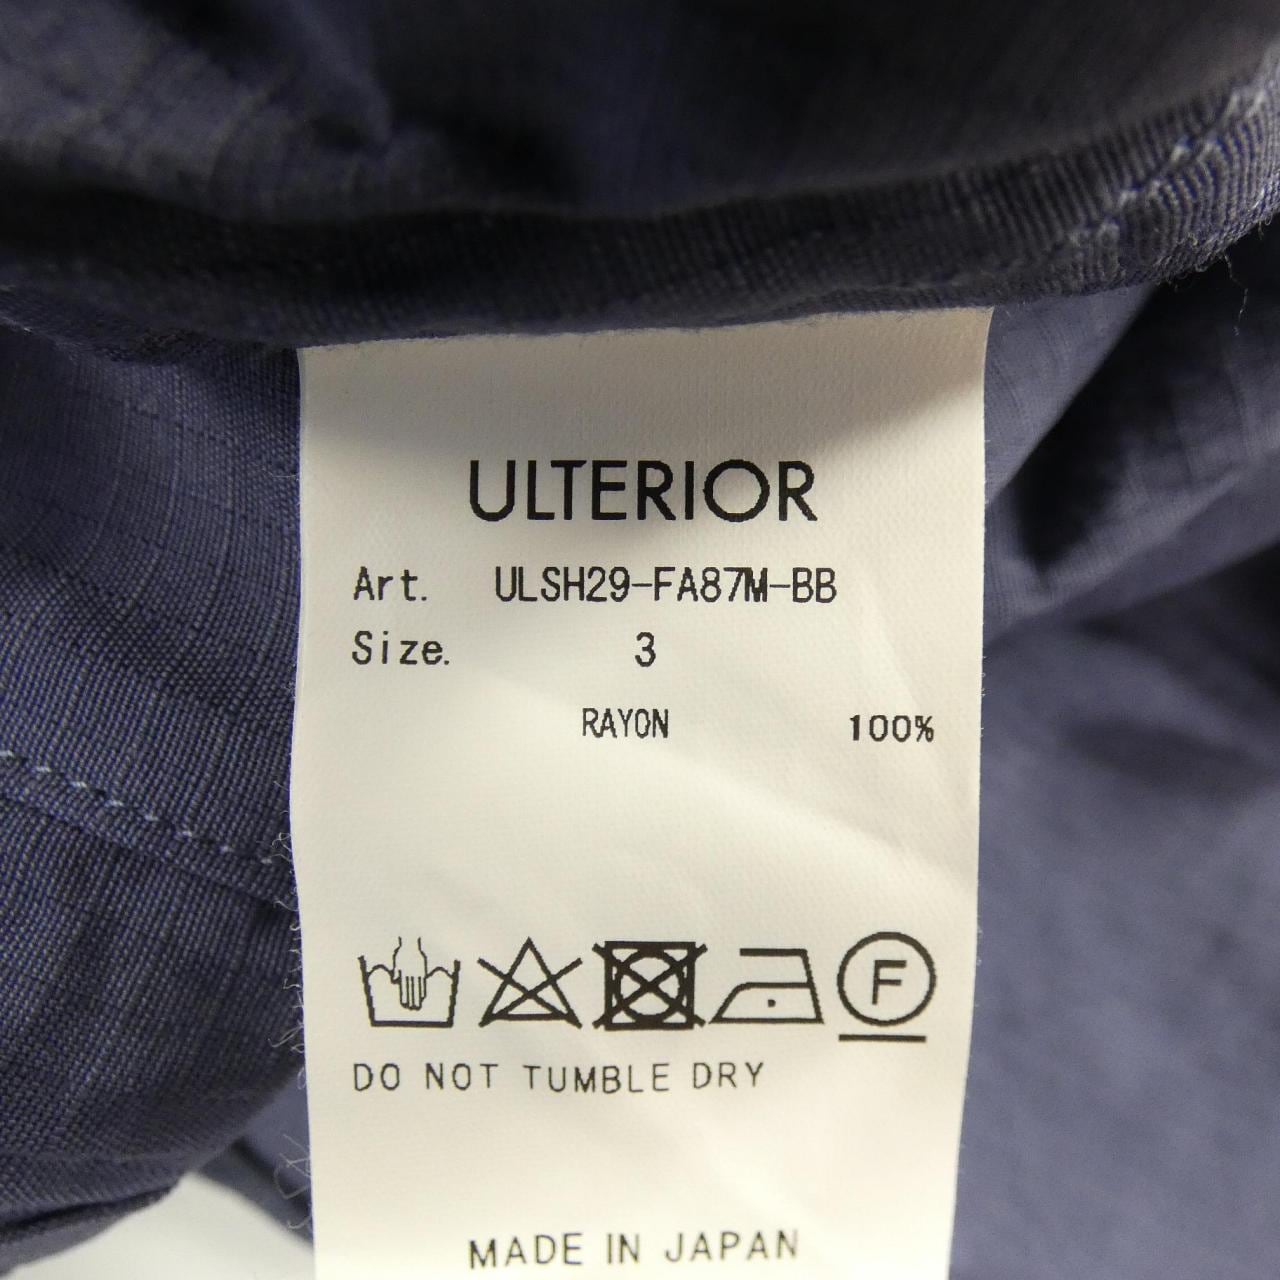 ULTERIOR
Art. ULSH29-FA87M-BB
Size. 3
RAYON 100%
F
DO NOT TUMBLE DRY
MADE IN JAPAN